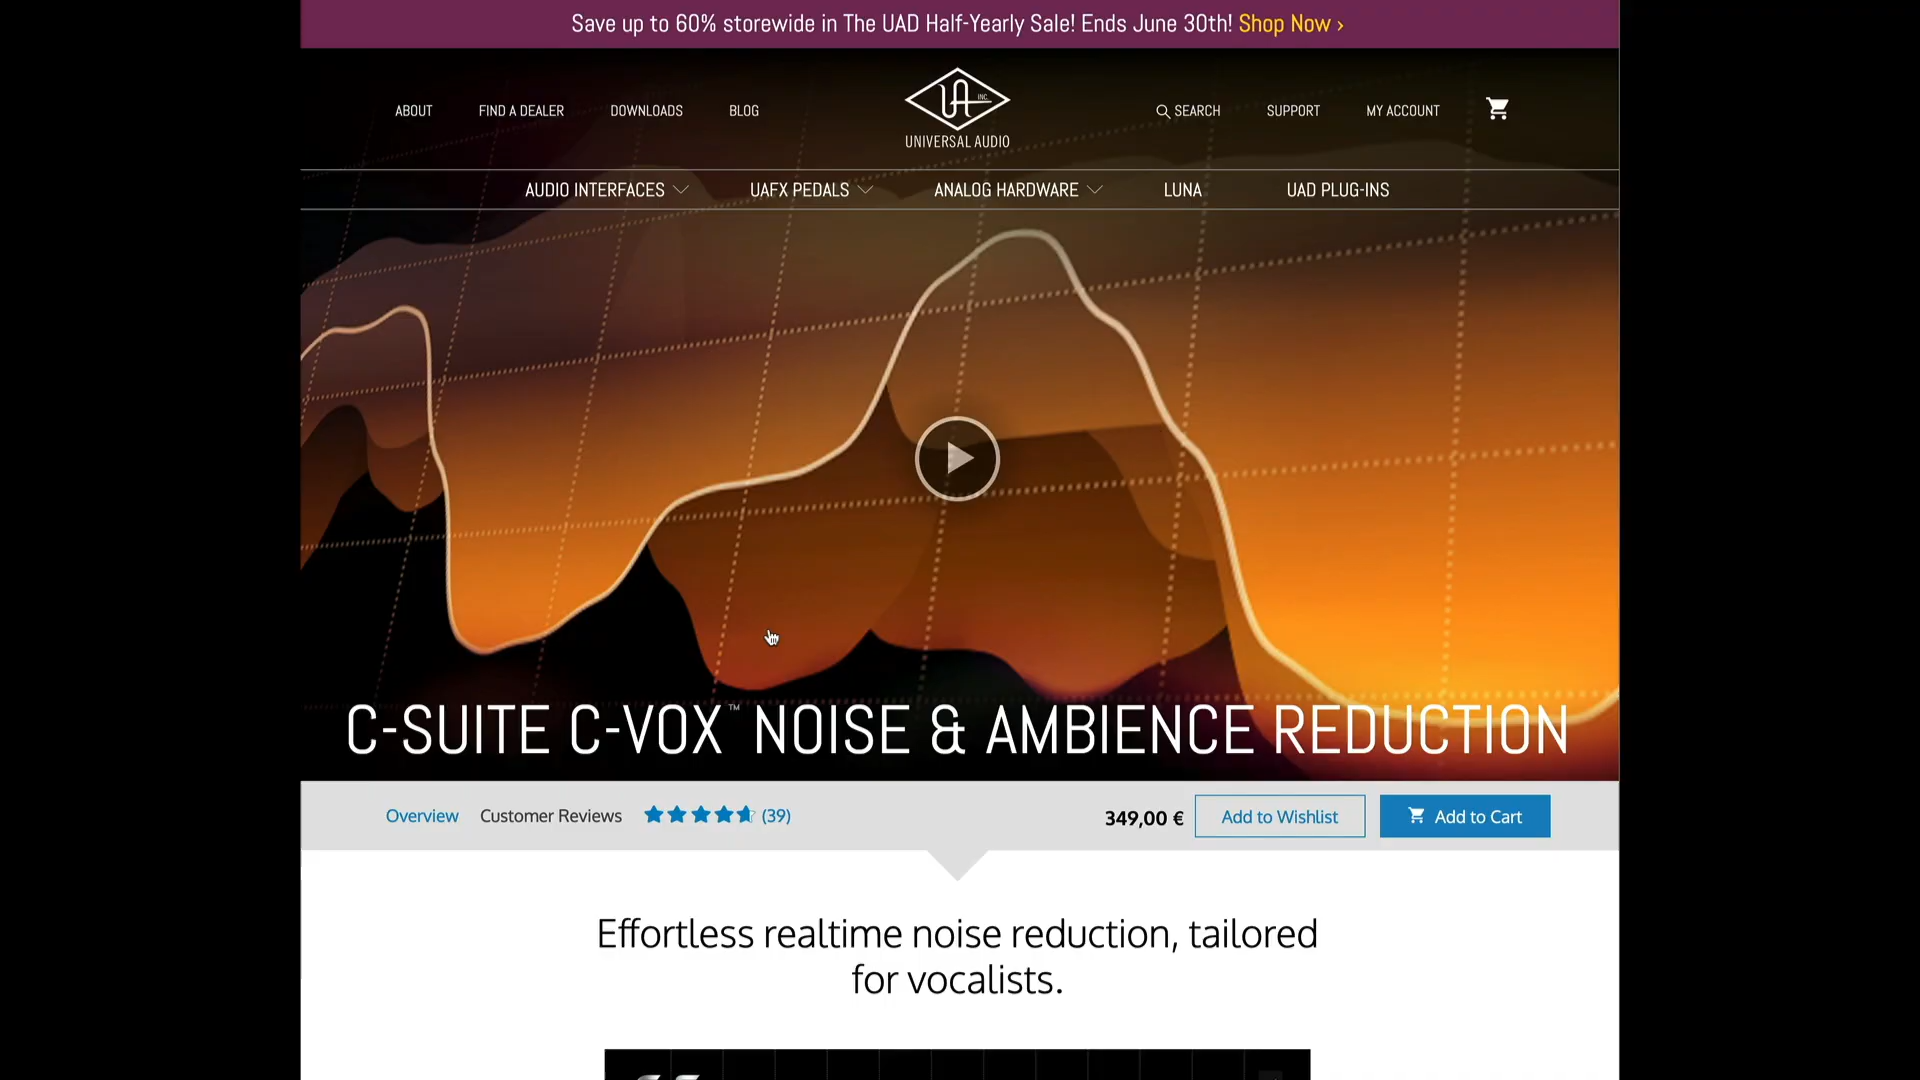 Save up to 60% storewide in The UAD Half-Yearly Sale! Ends June 30th! Shop Now ›
ABOUT FIND A DEALER DOWNLOADS BLOG
UA INC.
UNIVERSAL AUDIO
SEARCH SUPPORT MY ACCOUNT
AUDIO INTERFACES UAFX PEDALS ANALOG HARDWARE LUNA UAD PLUG-INS
C-SUITE C-VOX™ NOISE & AMBIENCE REDUCTION
Overview Customer Reviews (39) 349,00 € Add to Wishlist Add to Cart
Effortless realtime noise reduction, tailored
for vocalists.